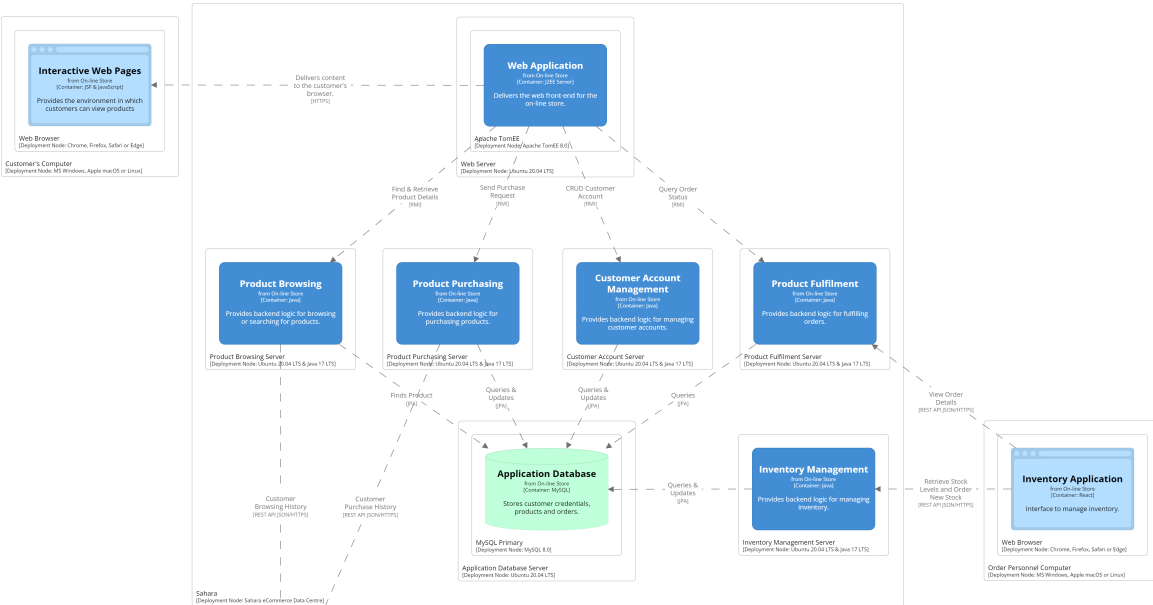 Interactive Web Pages
from On-line Store
[Container: JSF & JavaScript]
Provides the environment in which
customers can view products
Web Browser
[Deployment Node: Chrome, Firefox, Safari or Edge]
Customer's Computer
[Deployment Node: MS Windows, Apple macOS or Linux]
Delivers content
to the customer's
browser.
[HTTPS]
Web Application
from On-line Store
[Container: J2EE Server]
Delivers the web front-end for the
on-line store.
Apache TomEE
[Deployment Node: Apache TomEE 8.0]
Web Server
[Deployment Node: Ubuntu 20.04 LTS]
Find & Retrieve
Product Details
[RMI]
Send Purchase
Request
[RMI]
CRUD Customer
Account
[RMI]
Query Order
Status
[RMI]
Product Browsing
from On-line Store
[Container: Java]
Provides backend logic for browsing
or searching for products.
Product Browsing Server
[Deployment Node: Ubuntu 20.04 LTS & Java 17 LTS]
Product Purchasing
from On-line Store
[Container: Java]
Provides backend logic for
purchasing products.
Product Purchasing Server
[Deployment Node: Ubuntu 20.04 LTS & Java 17 LTS]
Customer Account
Management
from On-line Store
[Container: Java]
Provides backend logic for managing
customer accounts.
Customer Account Server
[Deployment Node: Ubuntu 20.04 LTS & Java 17 LTS]
Product Fulfilment
from On-line Store
[Container: Java]
Provides backend logic for fulfilling
orders.
Product Fulfilment Server
[Deployment Node: Ubuntu 20.04 LTS & Java 17 LTS]
Finds Product
[JPA]
Queries &
Updates
[JPA]
Queries &
Updates
[JPA]
Queries
[JPA]
View Order
Details
[REST API JSON/HTTPS]
Customer
Browsing History
[REST API JSON/HTTPS]
Customer
Purchase History
[REST API JSON/HTTPS]
Application Database
from On-line Store
[Container: MySQL]
Stores customer credentials,
products and orders.
MySQL Primary
[Deployment Node: MySQL 8.0]
Application Database Server
[Deployment Node: Ubuntu 20.04 LTS]
Queries &
Updates
[JPA]
Inventory Management
from On-line Store
[Container: Java]
Provides backend logic for managing
inventory.
Inventory Management Server
[Deployment Node: Ubuntu 20.04 LTS & Java 17 LTS]
Retrieve Stock
Levels and Order
New Stock
[REST API JSON/HTTPS]
Inventory Application
from On-line Store
[Container: React]
Interface to manage inventory.
Web Browser
[Deployment Node: Chrome, Firefox, Safari or Edge]
Order Personnel Computer
[Deployment Node: MS Windows, Apple macOS or Linux]
Sahara
[Deployment Node: Sahara eCommerce Data Centre]